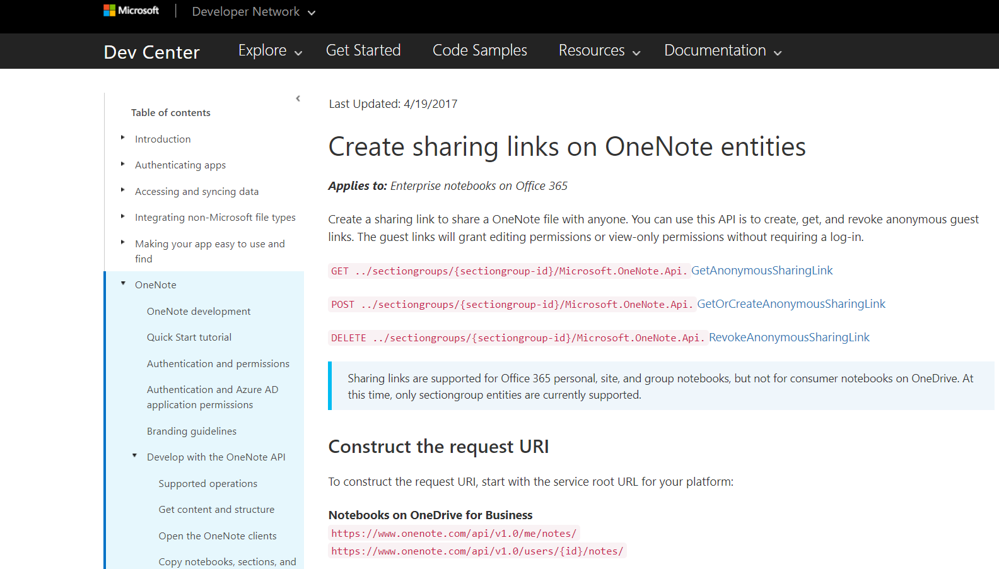 Microsoft
Developer Network
Dev Center
Explore
Get Started
Code Samples
Resources
Documentation
Table of contents
Introduction
Authenticating apps
Accessing and syncing data
Integrating non-Microsoft file types
Making your app easy to use and
find
OneNote
OneNote development
Quick Start tutorial
Authentication and permissions
Authentication and Azure AD
application permissions
Branding guidelines
Develop with the OneNote API
Supported operations
Get content and structure
Open the OneNote clients
Copy notebooks, sections, and
Last Updated: 4/19/2017
Create sharing links on OneNote entities
Applies to: Enterprise notebooks on Office 365
Create a sharing link to share a OneNote file with anyone. You can use this API is to create, get, and revoke anonymous guest
links. The guest links will grant editing permissions or view-only permissions without requiring a log-in.
GET ../sectiongroups/{sectiongroup-id}/Microsoft.OneNote.Api. GetAnonymousSharingLink
POST ../sectiongroups/{sectiongroup-id}/Microsoft.OneNote.Api. GetOrCreateAnonymousSharingLink
DELETE ../sectiongroups/{sectiongroup-id}/Microsoft.OneNote.Api. RevokeAnonymousSharingLink
Sharing links are supported for Office 365 personal, site, and group notebooks, but not for consumer notebooks on OneDrive. At
this time, only sectiongroup entities are currently supported.
Construct the request URI
To construct the request URI, start with the service root URL for your platform:
Notebooks on OneDrive for Business
https://www.onenote.com/api/v1.0/me/notes/
https://www.onenote.com/api/v1.0/users/{id}/notes/